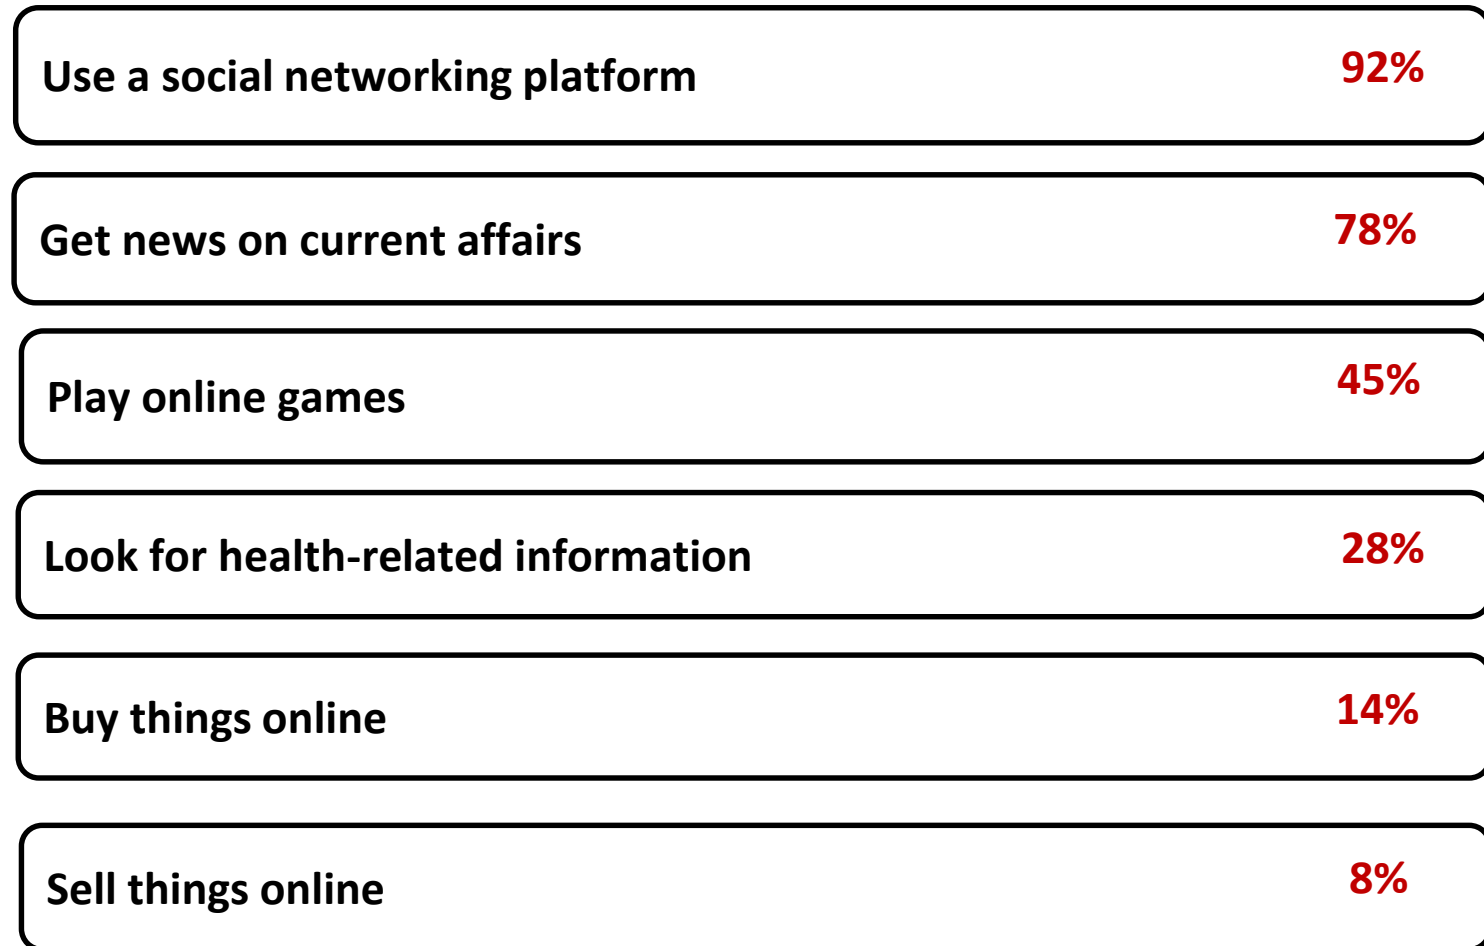 Use a social networking platform 92%
Get news on current affairs 78%
Play online games 45%
Look for health-related information 28%
Buy things online 14%
Sell things online 8%